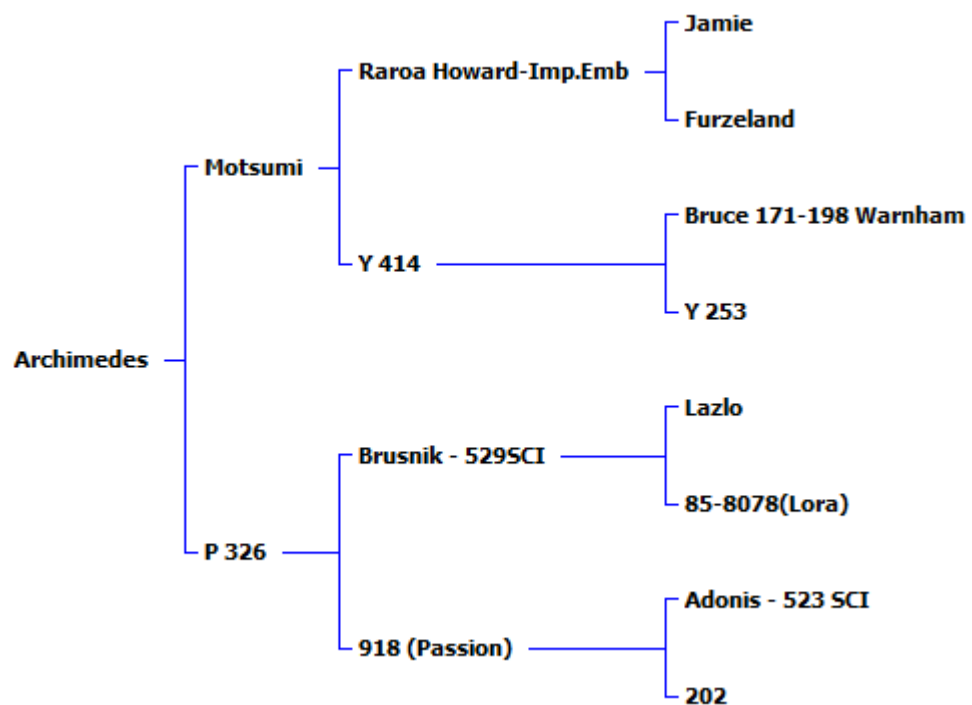 Jamie
Raroa Howard-Imp.Emb
Furzeland
Motsumi
Bruce 171-198 Warnham
Y 414
Y 253
Archimedes
Lazlo
Brusnik - 529SCI
85-8078(Lora)
P 326
Adonis - 523 SCI
918 (Passion)
202